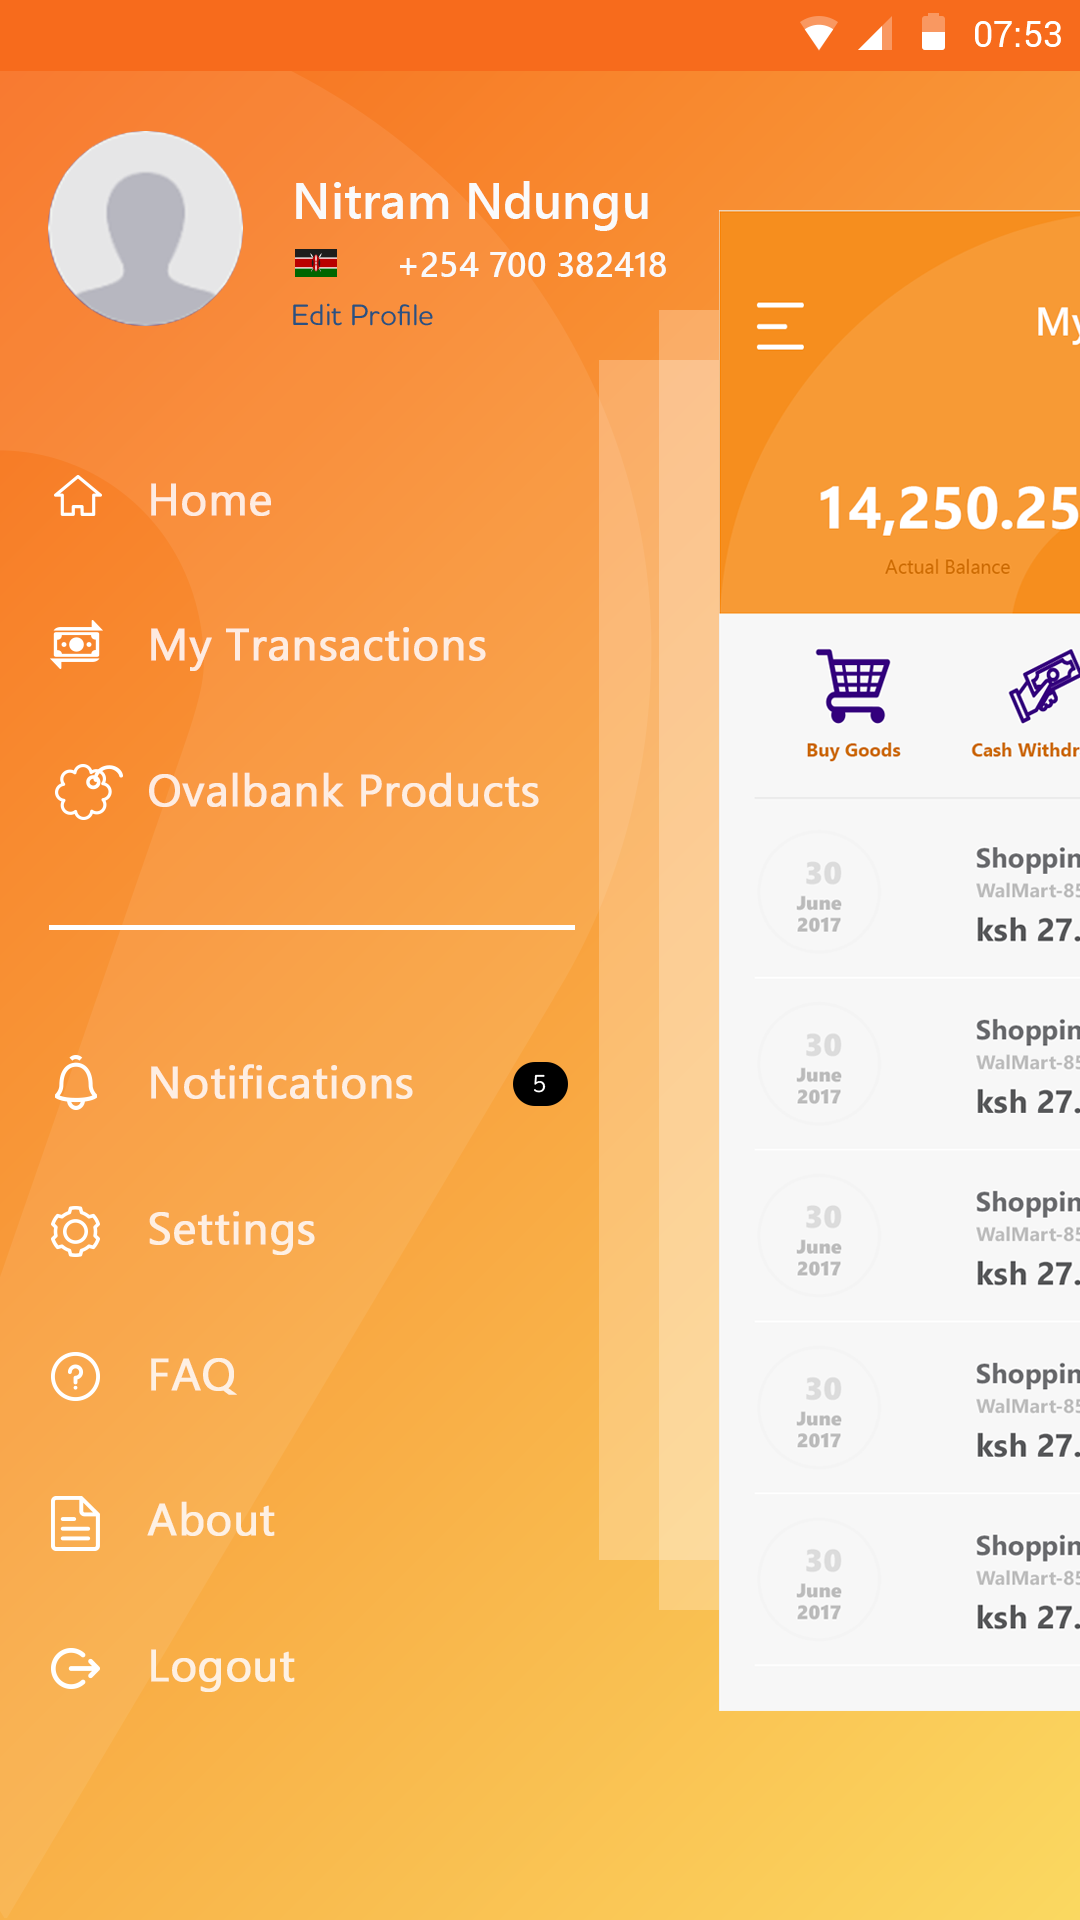 07:53
Nitram Ndungu
+254 700 382418
Edit Profile
Home
My Transactions
Ovalbank Products
Notifications
5
Settings
FAQ
About
Logout
My
14,250.25
Actual Balance
Buy Goods
Cash Withdr
30
June
2017
Shoppin
WalMart-85
ksh 27.
30
June
2017
Shoppin
WalMart-85
ksh 27.
30
June
2017
Shoppin
WalMart-85
ksh 27.
30
June
2017
Shoppin
WalMart-85
ksh 27.
30
June
2017
Shoppin
WalMart-85
ksh 27.